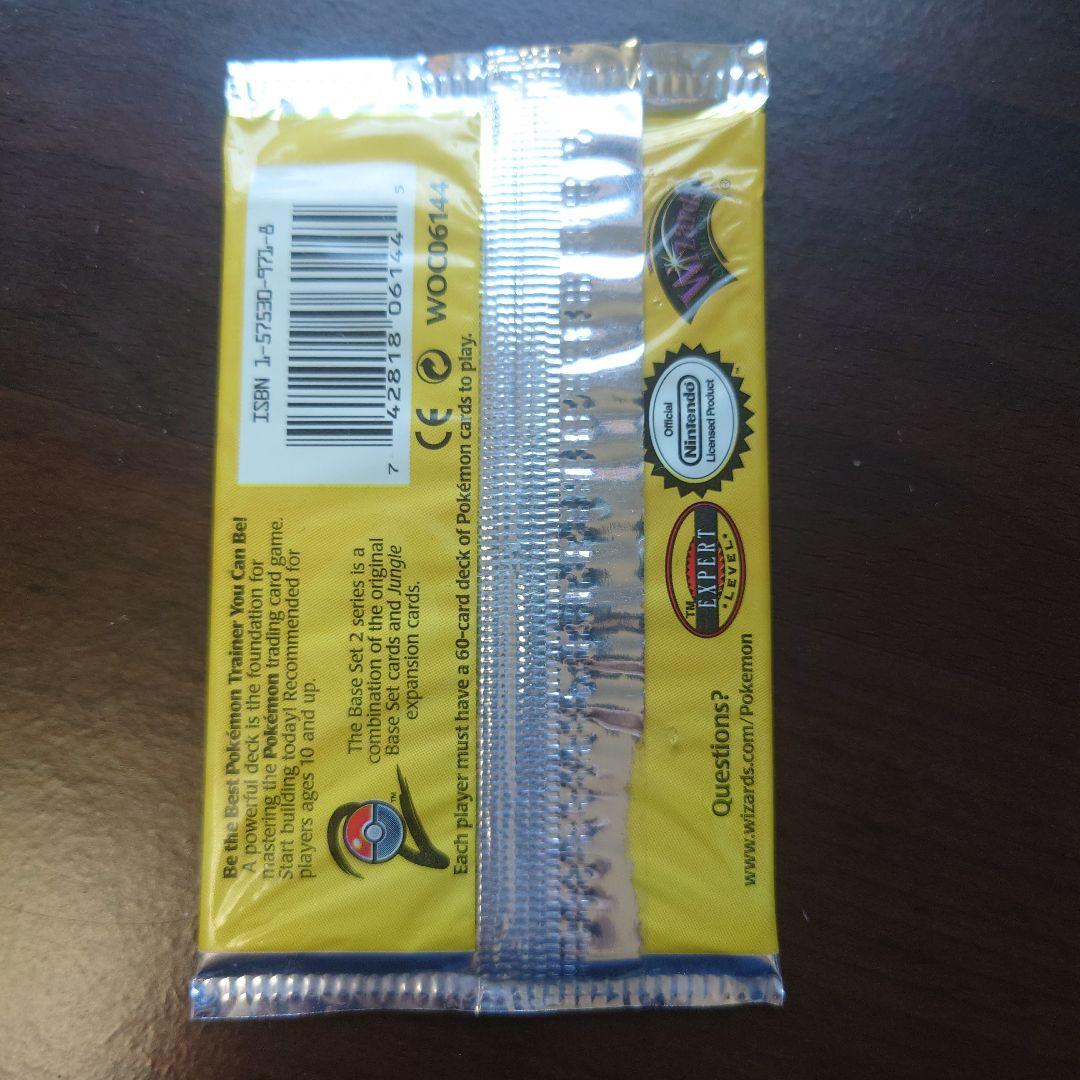 Be the Best Pokémon Trainer You Can Be!
A powerful deck is the foundation for
mastering the Pokémon trading card game.
Start building today! Recommended for
players ages 10 and up.
The Base Set 2 series is a
combination of the original
Base Set cards and Jungle
expansion cards.
TM
Each player must have a 60-card deck of Pokémon cards to play.
ISBN 1-57530-971-8
7 42818 06144 5
CE WOC06144
Questions?
www.wizards.com/Pokemon
TM
EXPERT
LEVEL
Official
Nintendo
Licensed Product
Wizards